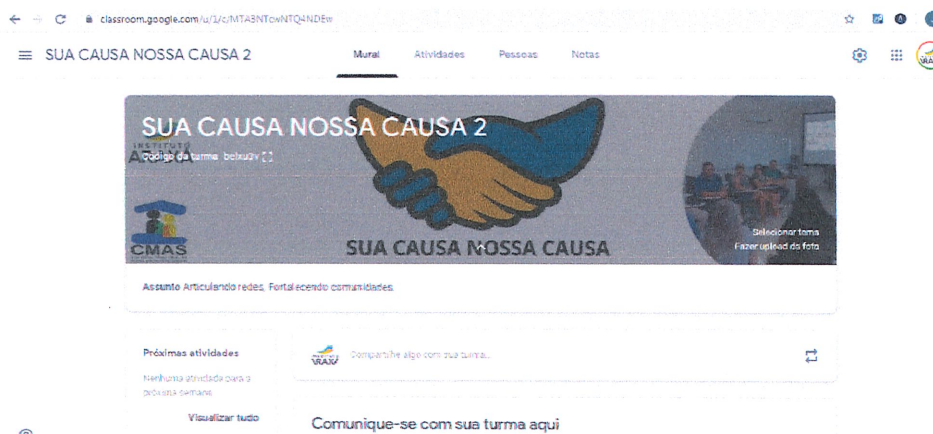 classroom.google.com/u/1/c/MTA3NTowNTQ4NDEw
SUA CAUSA NOSSA CAUSA 2
Mural Atividades Pessoas Notas
SUA CAUSA NOSSA CAUSA 2
INSTITUTO
ARAXÁ
Código da turma
CMAS
SUA CAUSA NOSSA CAUSA
Selecionar tema
Fazer upload da foto
Assunto Articulando redes, Fortalecendo comunidades.
Próximas atividades
Nenhuma atividade para a
próxima semana
Visualizar tudo
Compartilhe algo com sua turma...
Comunique-se com sua turma aqui